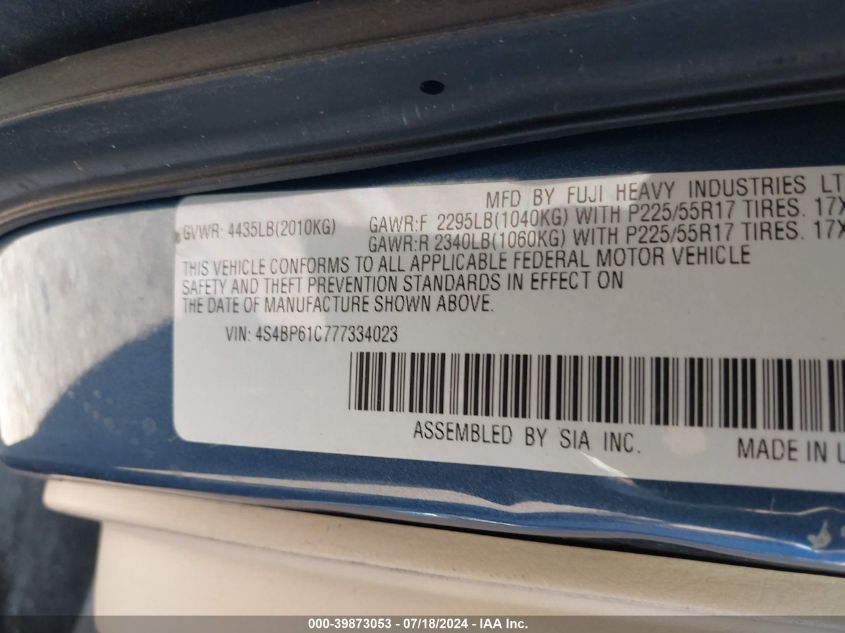 MFD BY FUJI HEAVY INDUSTRIES LT
GVWR: 4435LB(2010KG) GAWR:F 2295LB(1040KG) WITH P225/55R17 TIRES. 17X
GAWR:R 2340LB(1060KG) WITH P225/55R17 TIRES. 17X
THIS VEHICLE CONFORMS TO ALL APPLICABLE FEDERAL MOTOR VEHICLE
SAFETY AND THEFT PREVENTION STANDARDS IN EFFECT ON
THE DATE OF MANUFACTURE SHOWN ABOVE.
VIN: 4S4BP61C777334023
ASSEMBLED BY SIA INC. MADE IN U
000-39873053 - 07/18/2024 - IAA Inc.